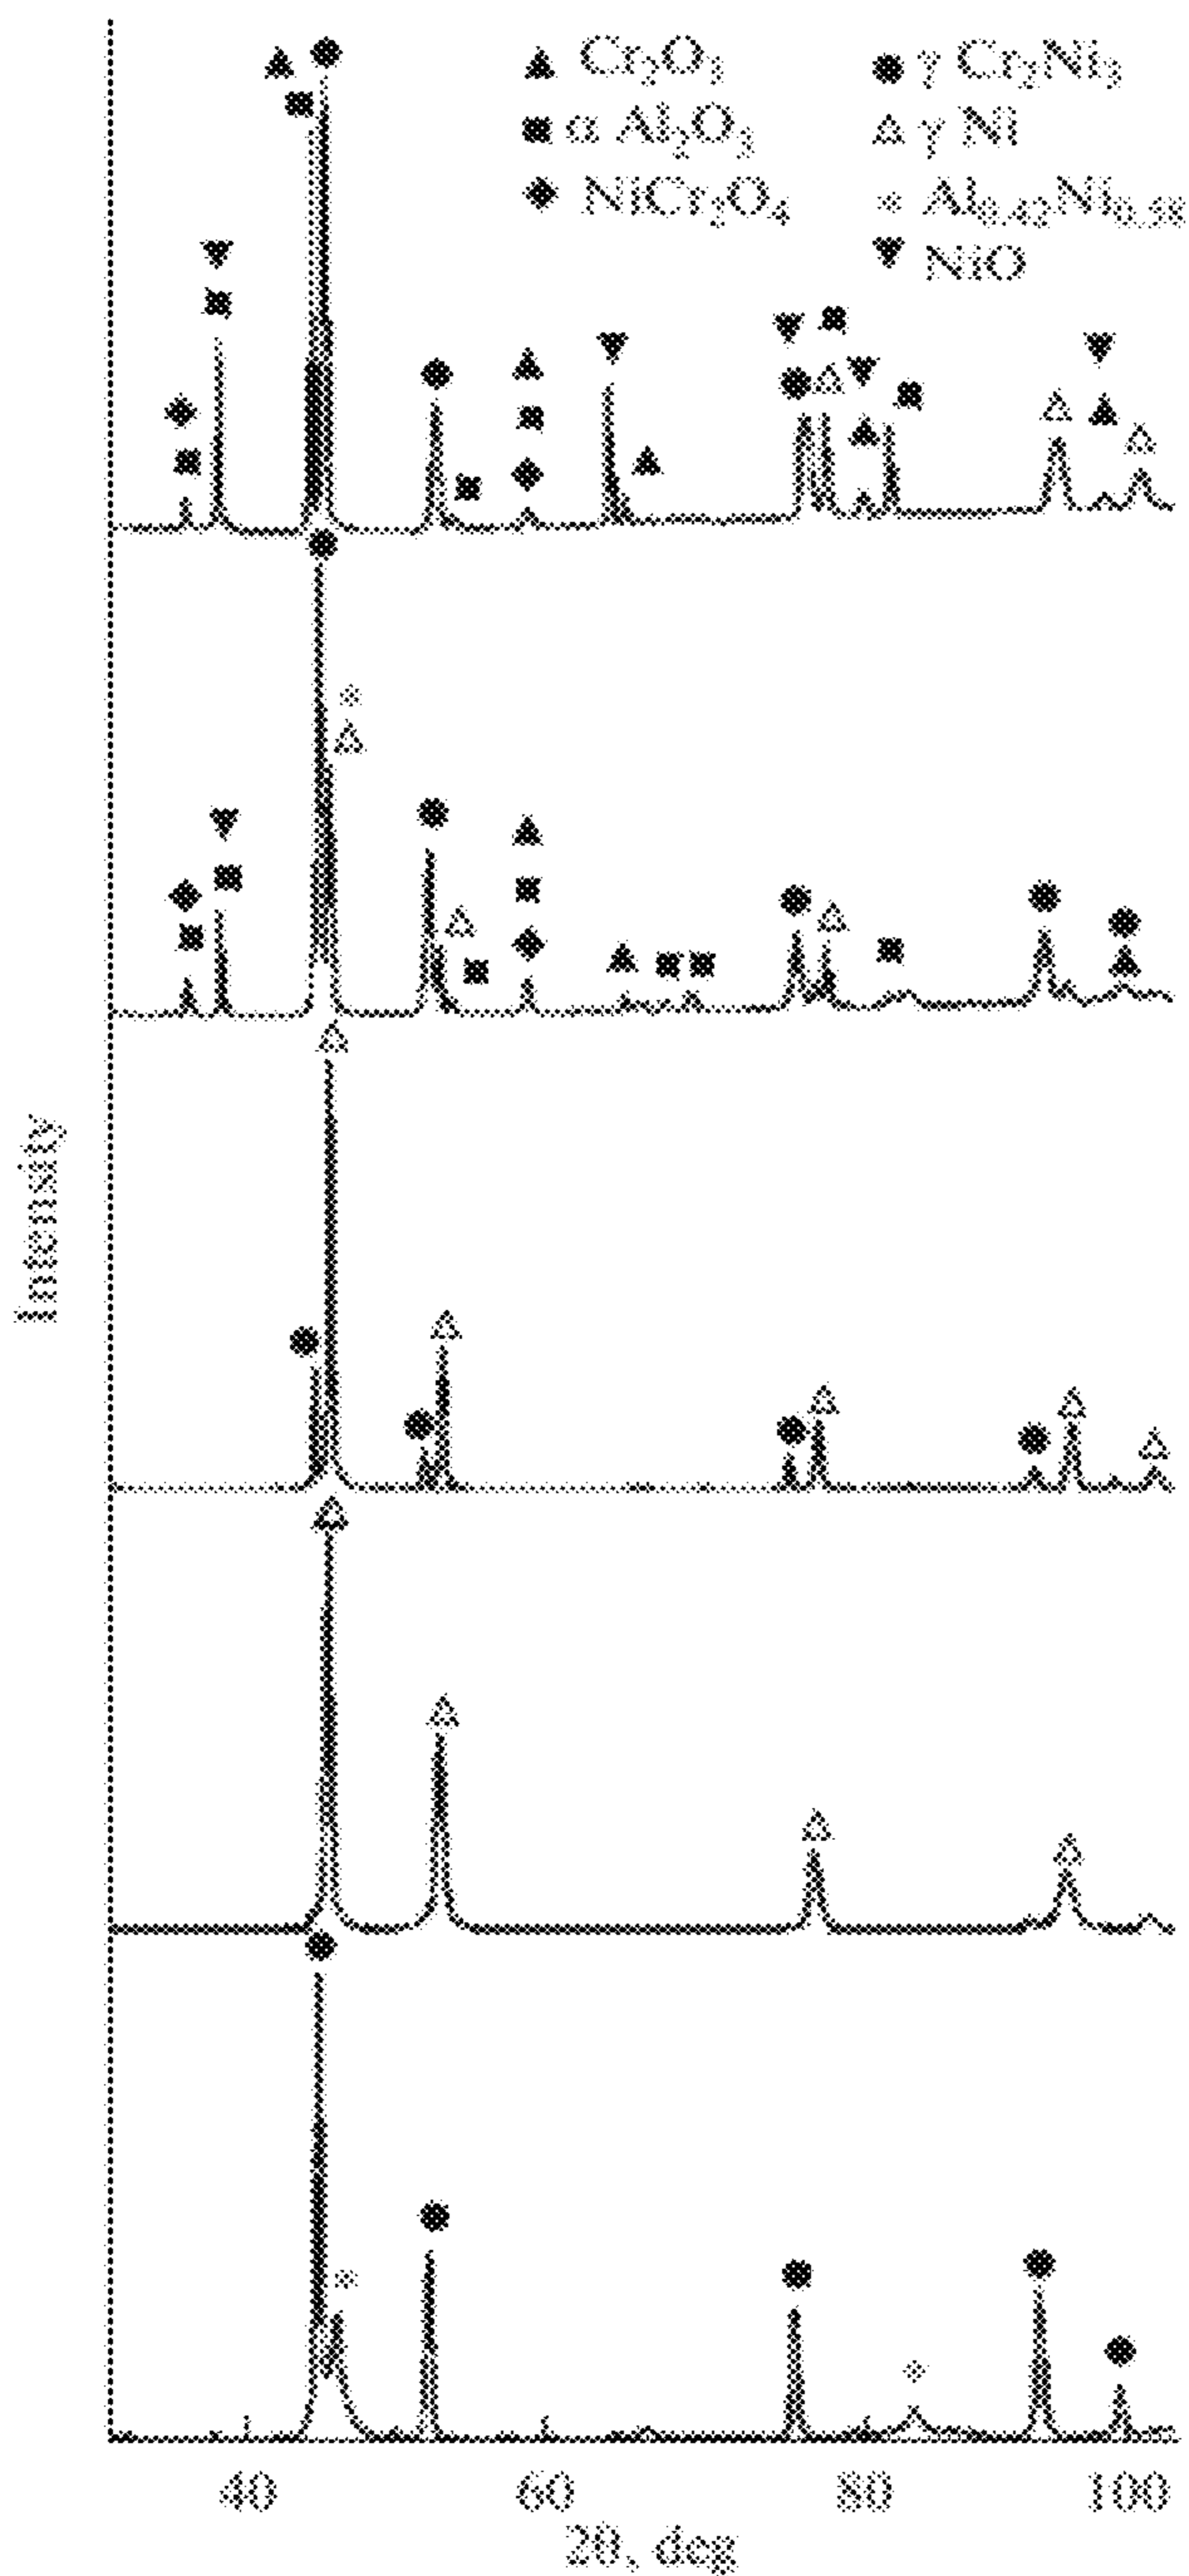 Cr₂O₃
γ Cr₂Ni₃
α Al₂O₃
γ Ni
NiCr₂O₄
Al₀.₄₂Ni₀.₅₈
NiO
Intensity
40 60 80 100
2θ, deg